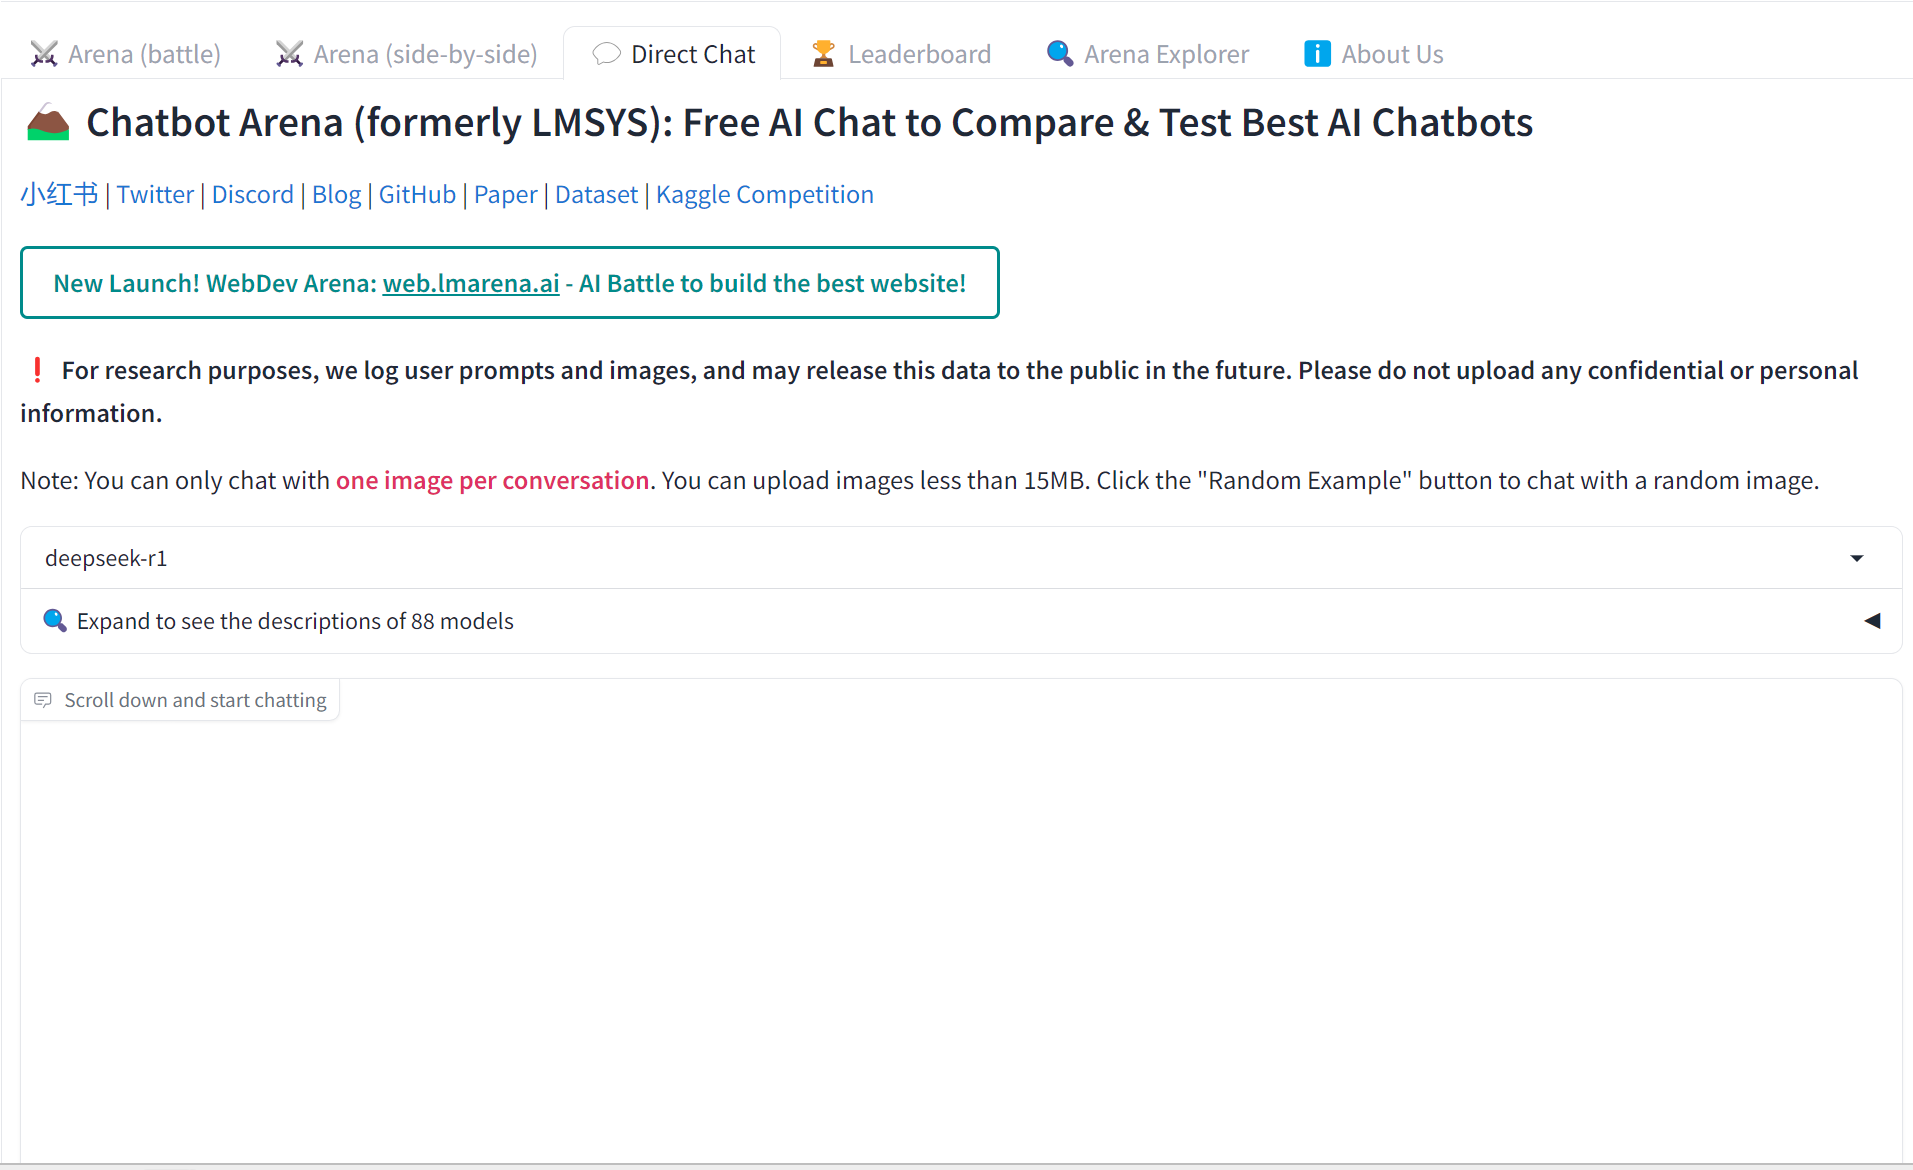 Arena (battle) Arena (side-by-side) Direct Chat Leaderboard Arena Explorer About Us
Chatbot Arena (formerly LMSYS): Free AI Chat to Compare & Test Best AI Chatbots
小红书 | Twitter | Discord | Blog | GitHub | Paper | Dataset | Kaggle Competition
New Launch! WebDev Arena: web.lmarena.ai - AI Battle to build the best website!
❗ For research purposes, we log user prompts and images, and may release this data to the public in the future. Please do not upload any confidential or personal
information.
Note: You can only chat with one image per conversation. You can upload images less than 15MB. Click the "Random Example" button to chat with a random image.
deepseek-r1
Expand to see the descriptions of 88 models
Scroll down and start chatting